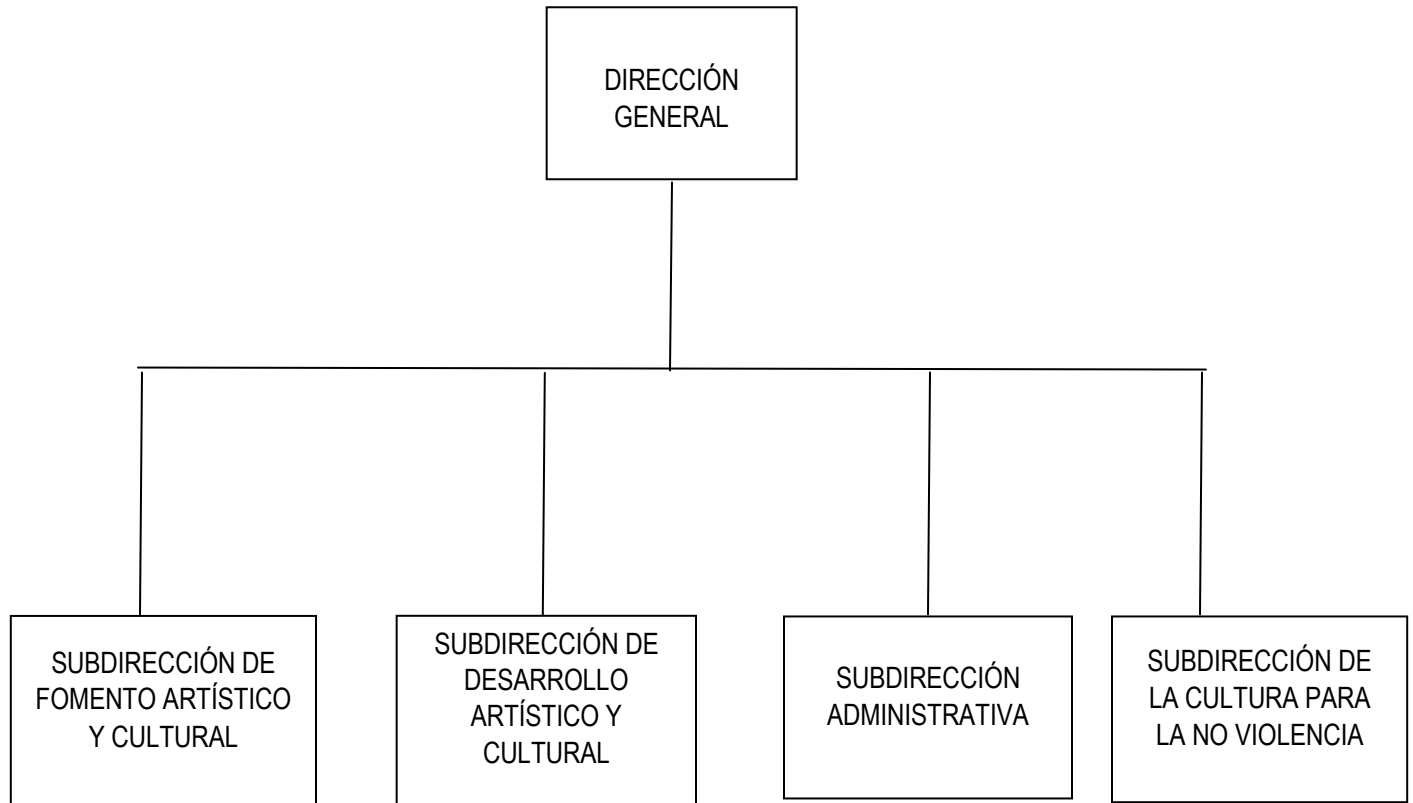 DIRECCIÓN
GENERAL
SUBDIRECCIÓN DE
FOMENTO ARTÍSTICO
Y CULTURAL
SUBDIRECCIÓN DE
DESARROLLO
ARTÍSTICO Y
CULTURAL
SUBDIRECCIÓN
ADMINISTRATIVA
SUBDIRECCIÓN DE
LA CULTURA PARA
LA NO VIOLENCIA